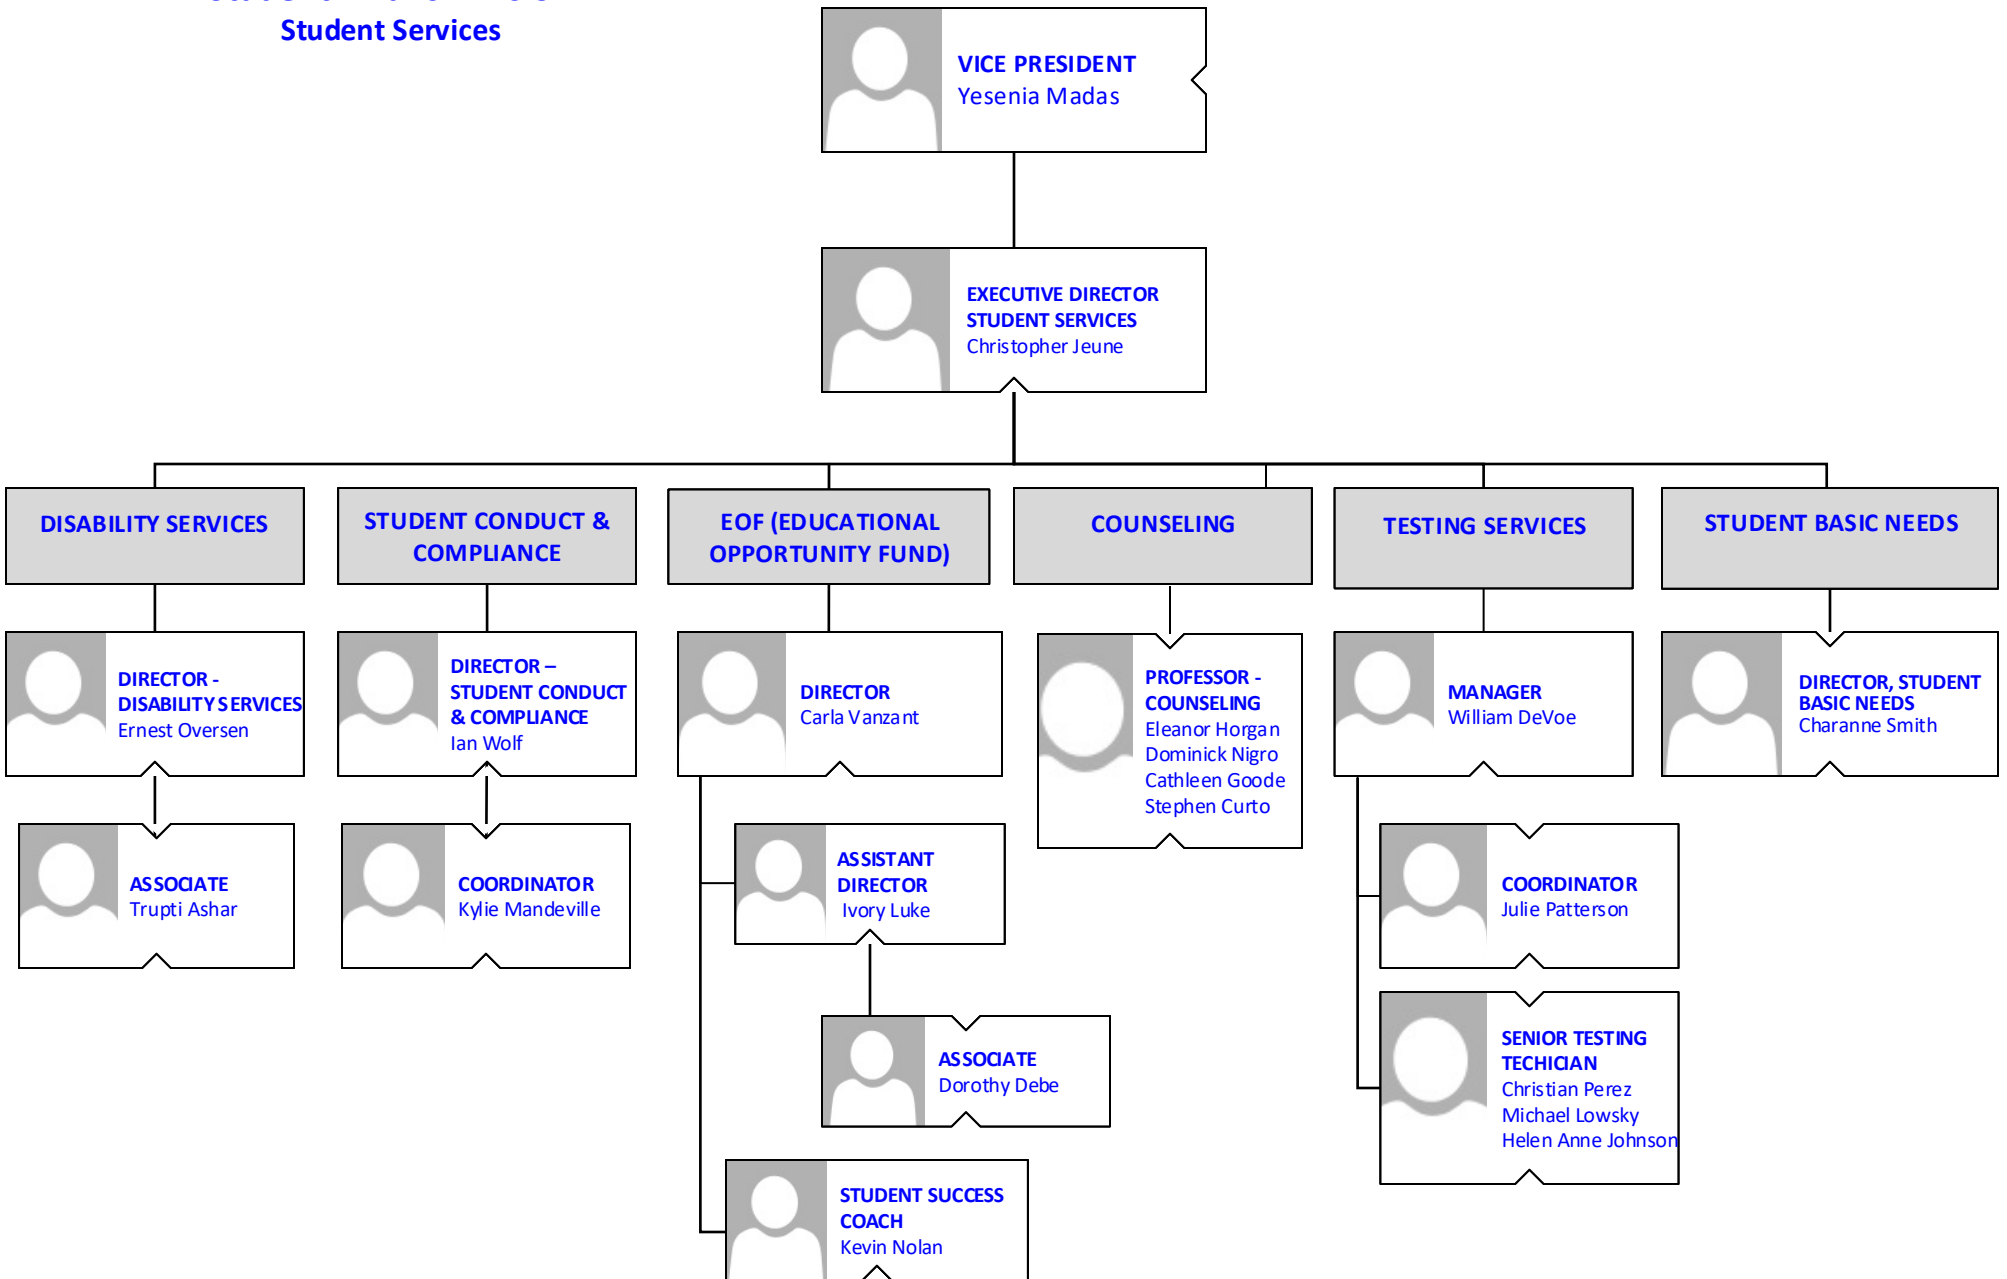 Student Services
VICE PRESIDENT
Yesenia Madas
EXECUTIVE DIRECTOR
STUDENT SERVICES
Christopher Jeune
DISABILITY SERVICES
STUDENT CONDUCT &
COMPLIANCE
EOF (EDUCATIONAL
OPPORTUNITY FUND)
COUNSELING
TESTING SERVICES
STUDENT BASIC NEEDS
DIRECTOR -
DISABILITY SERVICES
Ernest Oversen
DIRECTOR –
STUDENT CONDUCT
& COMPLIANCE
Ian Wolf
DIRECTOR
Carla Vanzant
PROFESSOR -
COUNSELING
Eleanor Horgan
Dominick Nigro
Cathleen Goode
Stephen Curto
MANAGER
William DeVoe
DIRECTOR, STUDENT
BASIC NEEDS
Charanne Smith
ASSOCIATE
Trupti Ashar
COORDINATOR
Kylie Mandeville
ASSISTANT
DIRECTOR
Ivory Luke
COORDINATOR
Julie Patterson
ASSOCIATE
Dorothy Debe
SENIOR TESTING
TECHICIAN
Christian Perez
Michael Lowsky
Helen Anne Johnson
STUDENT SUCCESS
COACH
Kevin Nolan